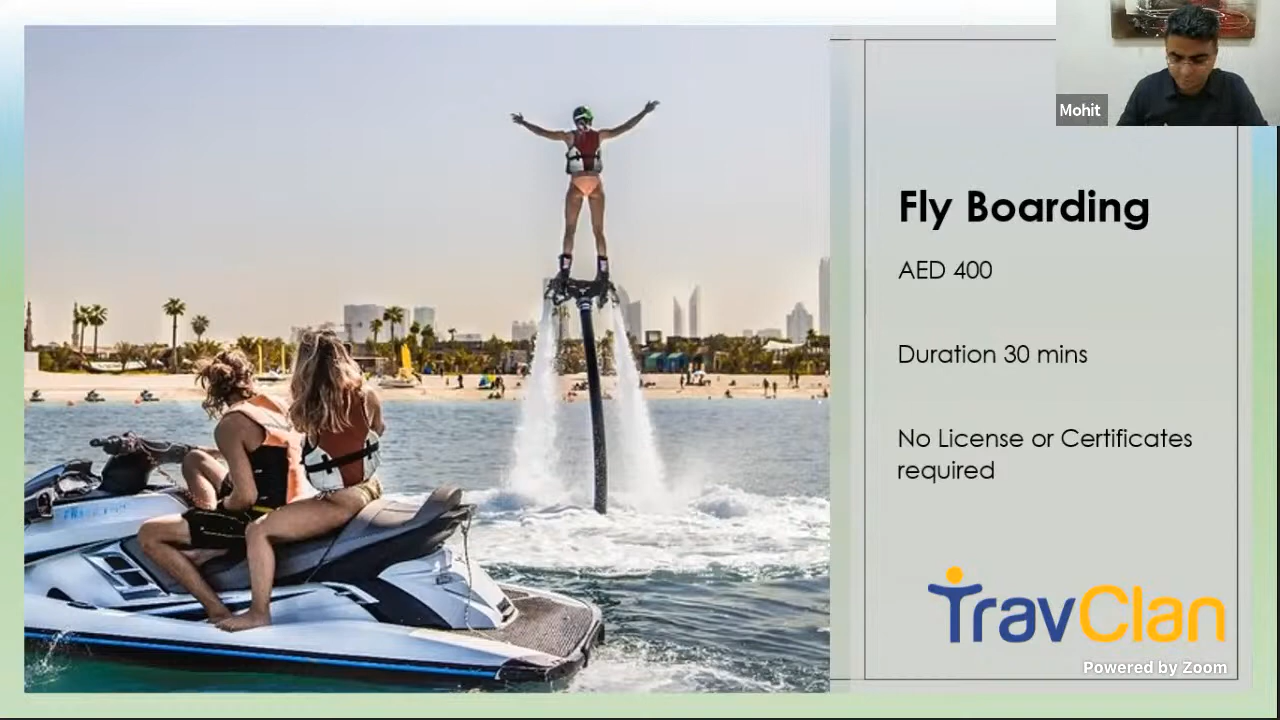 Mohit
Fly Boarding
AED 400
Duration 30 mins
No License or Certificates
required
TravClan
Powered by Zoom